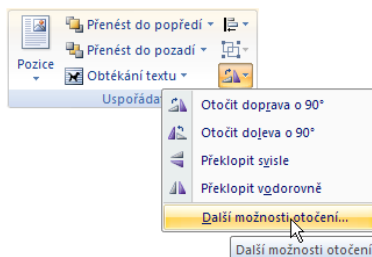 Přenést do popředí
Přenést do pozadí
Pozice
Obtékání textu
Uspořáda
Otočit doprava o 90°
Otočit doleva o 90°
Překlopit svisle
Překlopit vodorovně
Další možnosti otočení...
Další možnosti otočení